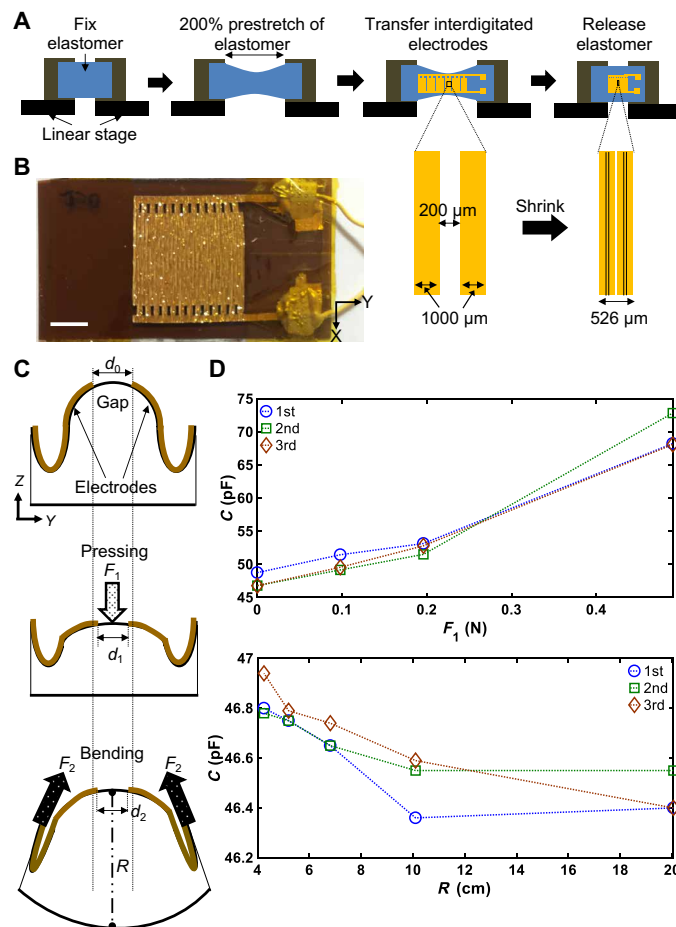 A
Fix
elastomer
200% prestretch of
elastomer
Transfer interdigitated
electrodes
Release
elastomer
Linear stage
B
Y
X
200 µm
1000 µm
Shrink
526 µm
C
d0
Gap
Electrodes
Z
Y
Pressing
F1
d1
Bending
F2
F2
d2
R
D
75
70
65
60
55
50
45
C (pF)
1st
2nd
3rd
0
0.1
0.2
0.3
0.4
F1 (N)
47
46.8
46.6
46.4
46.2
C (pF)
1st
2nd
3rd
4
6
8
10
12
14
16
18
20
R (cm)